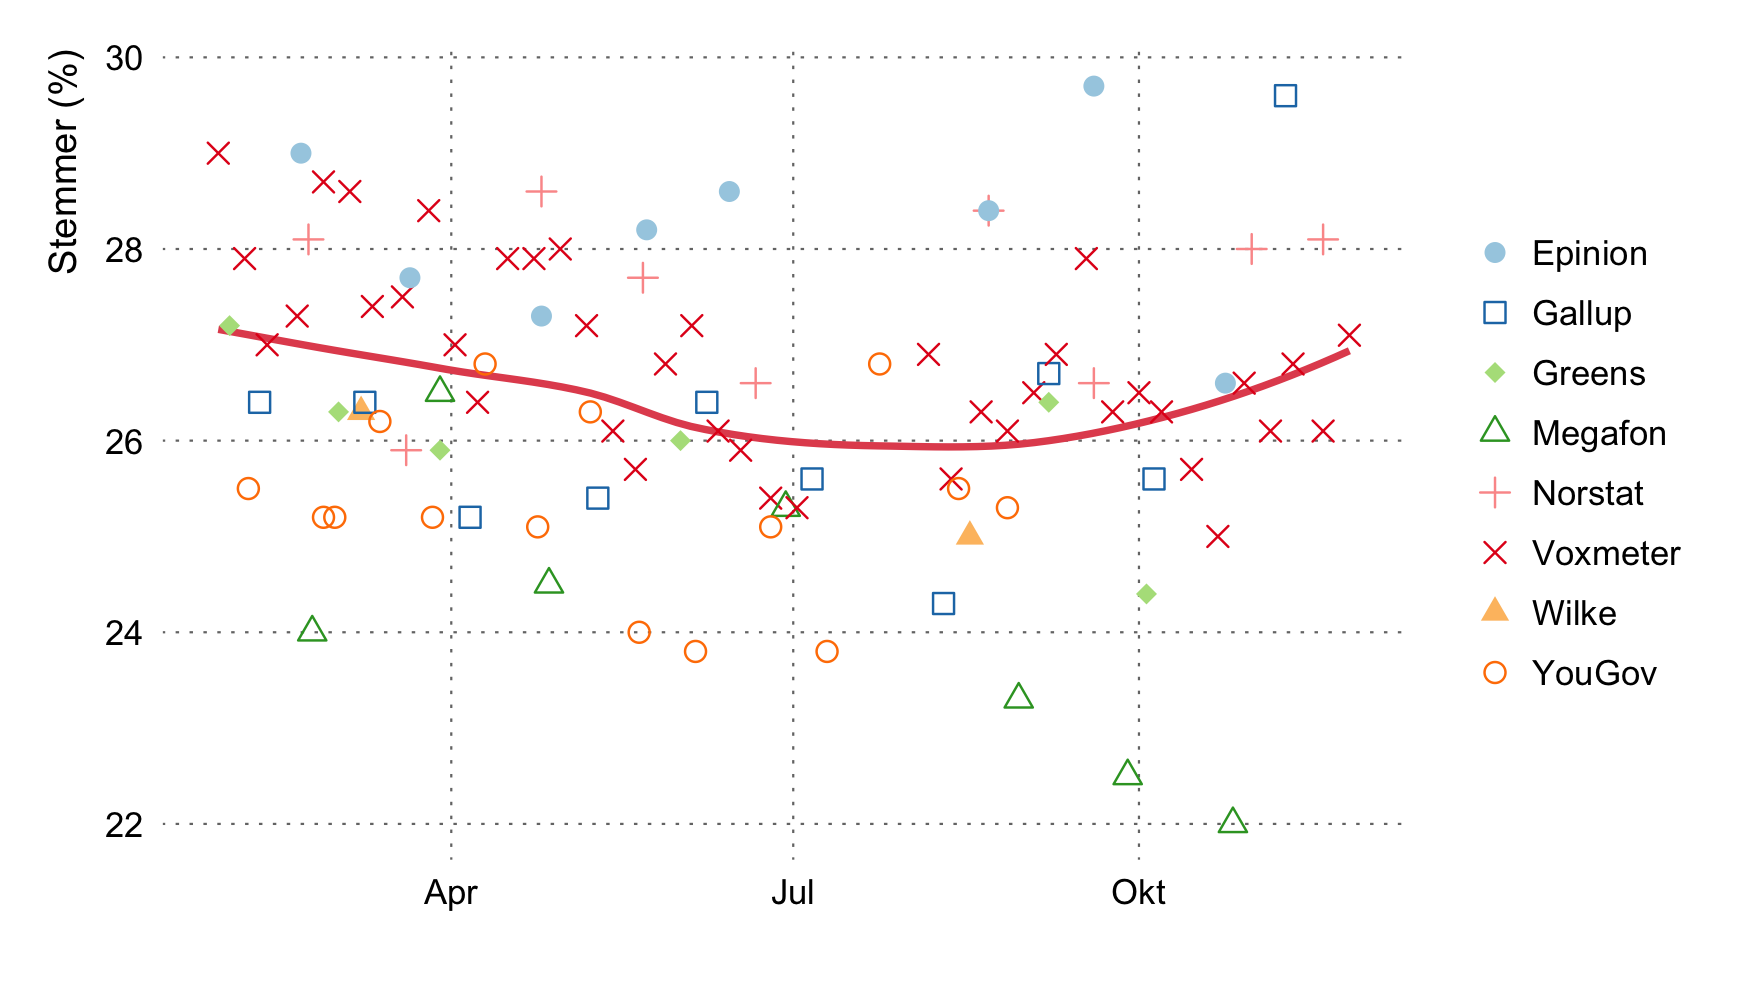 Stemmer (%)
30
28
26
24
22
Apr Jul Okt
Epinion
Gallup
Greens
Megafon
Norstat
Voxmeter
Wilke
YouGov